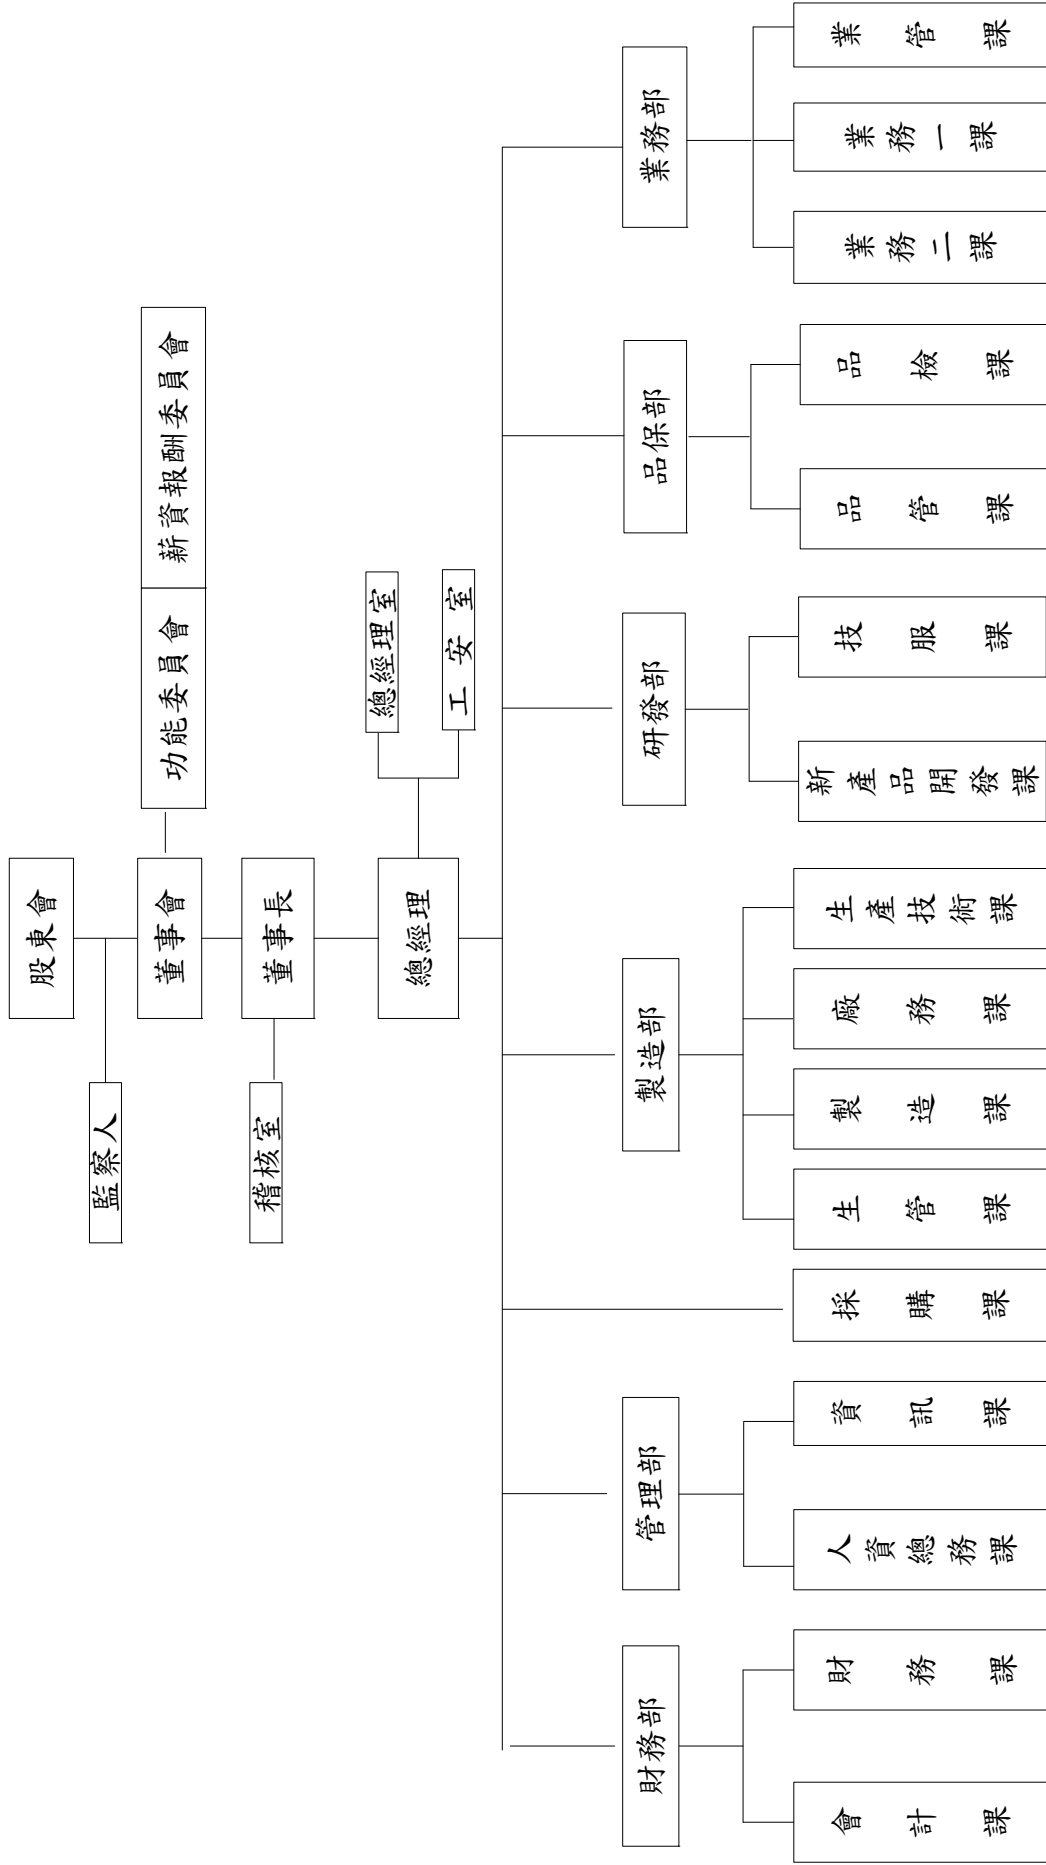 股東會
監察人
董事會
功能委員會
薪資報酬委員會
董事長
稽核室
總經理
總經理室
工安室
財務部
管理部
製造部
研發部
品保部
業務部
會計課
財務課
人資總務課
資訊課
採購課
生管課
製造課
廠務課
生產技術課
新產品開發課
技服課
品管課
品檢課
業務二課
業務一課
業管課